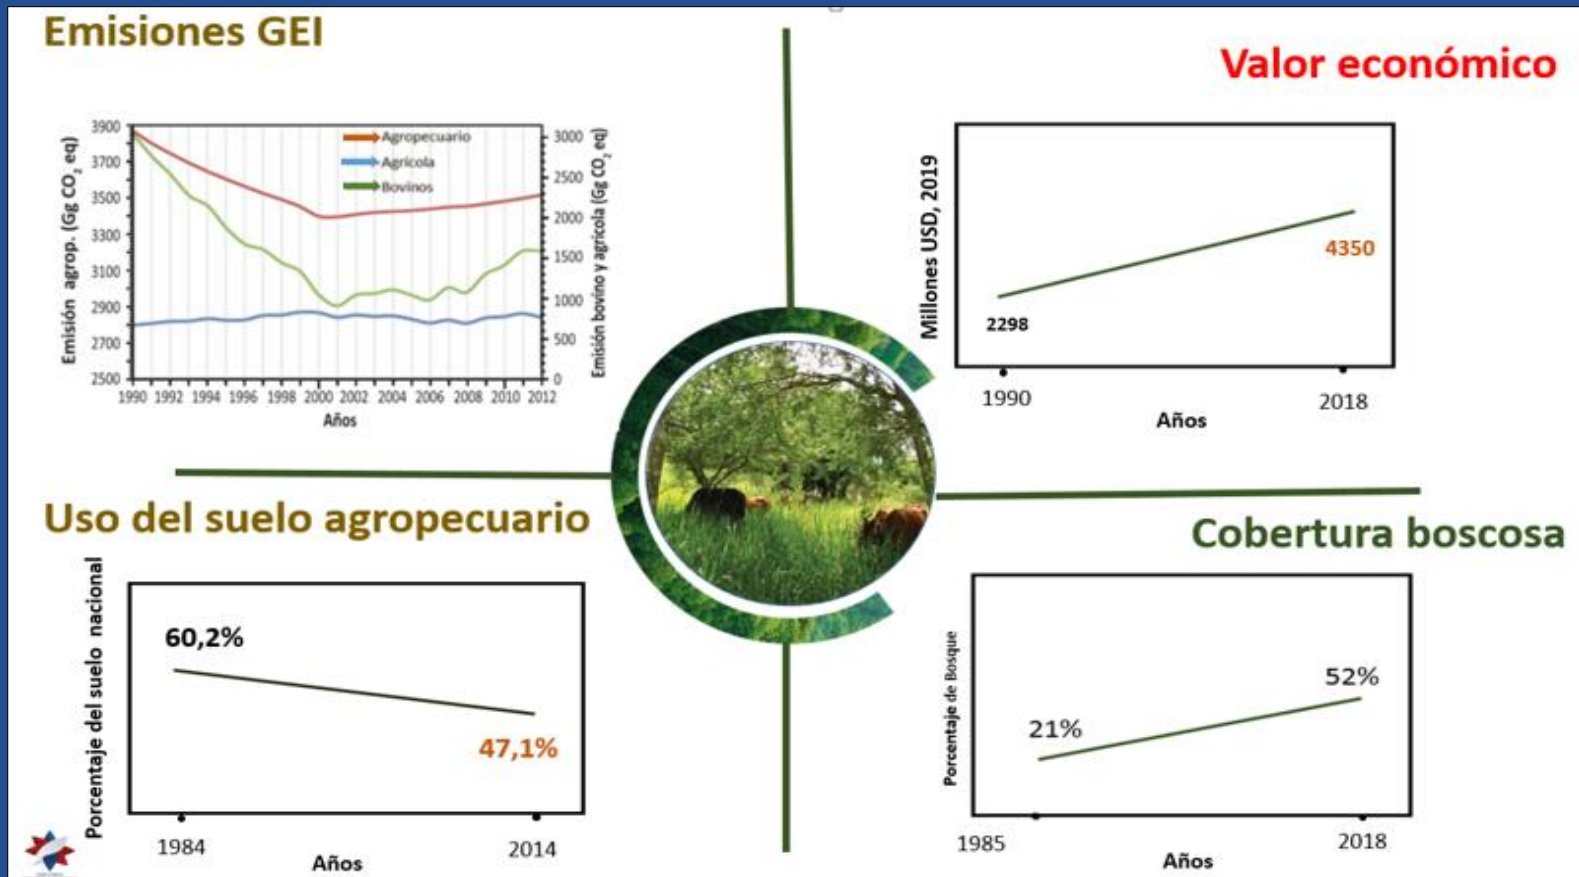 Emisiones GEI
Emisión agrop. (Gg CO2 eq)
3900
3700
3500
3300
3100
2900
2700
2500
Agropecuario
Agrícola
Bovinos
3000
2500
2000
1500
1000
500
0
Emisión bovino y agrícola (Gg CO2 eq)
1990 1992 1994 1996 1998 2000 2002 2004 2006 2008 2010 2012
Años
Valor económico
Millones USD, 2019
2298
4350
1990
2018
Años
Uso del suelo agropecuario
Porcentaje del suelo nacional
60,2%
47,1%
1984
2014
Años
Cobertura boscosa
Porcentaje de Bosque
21%
52%
1985
2018
Años